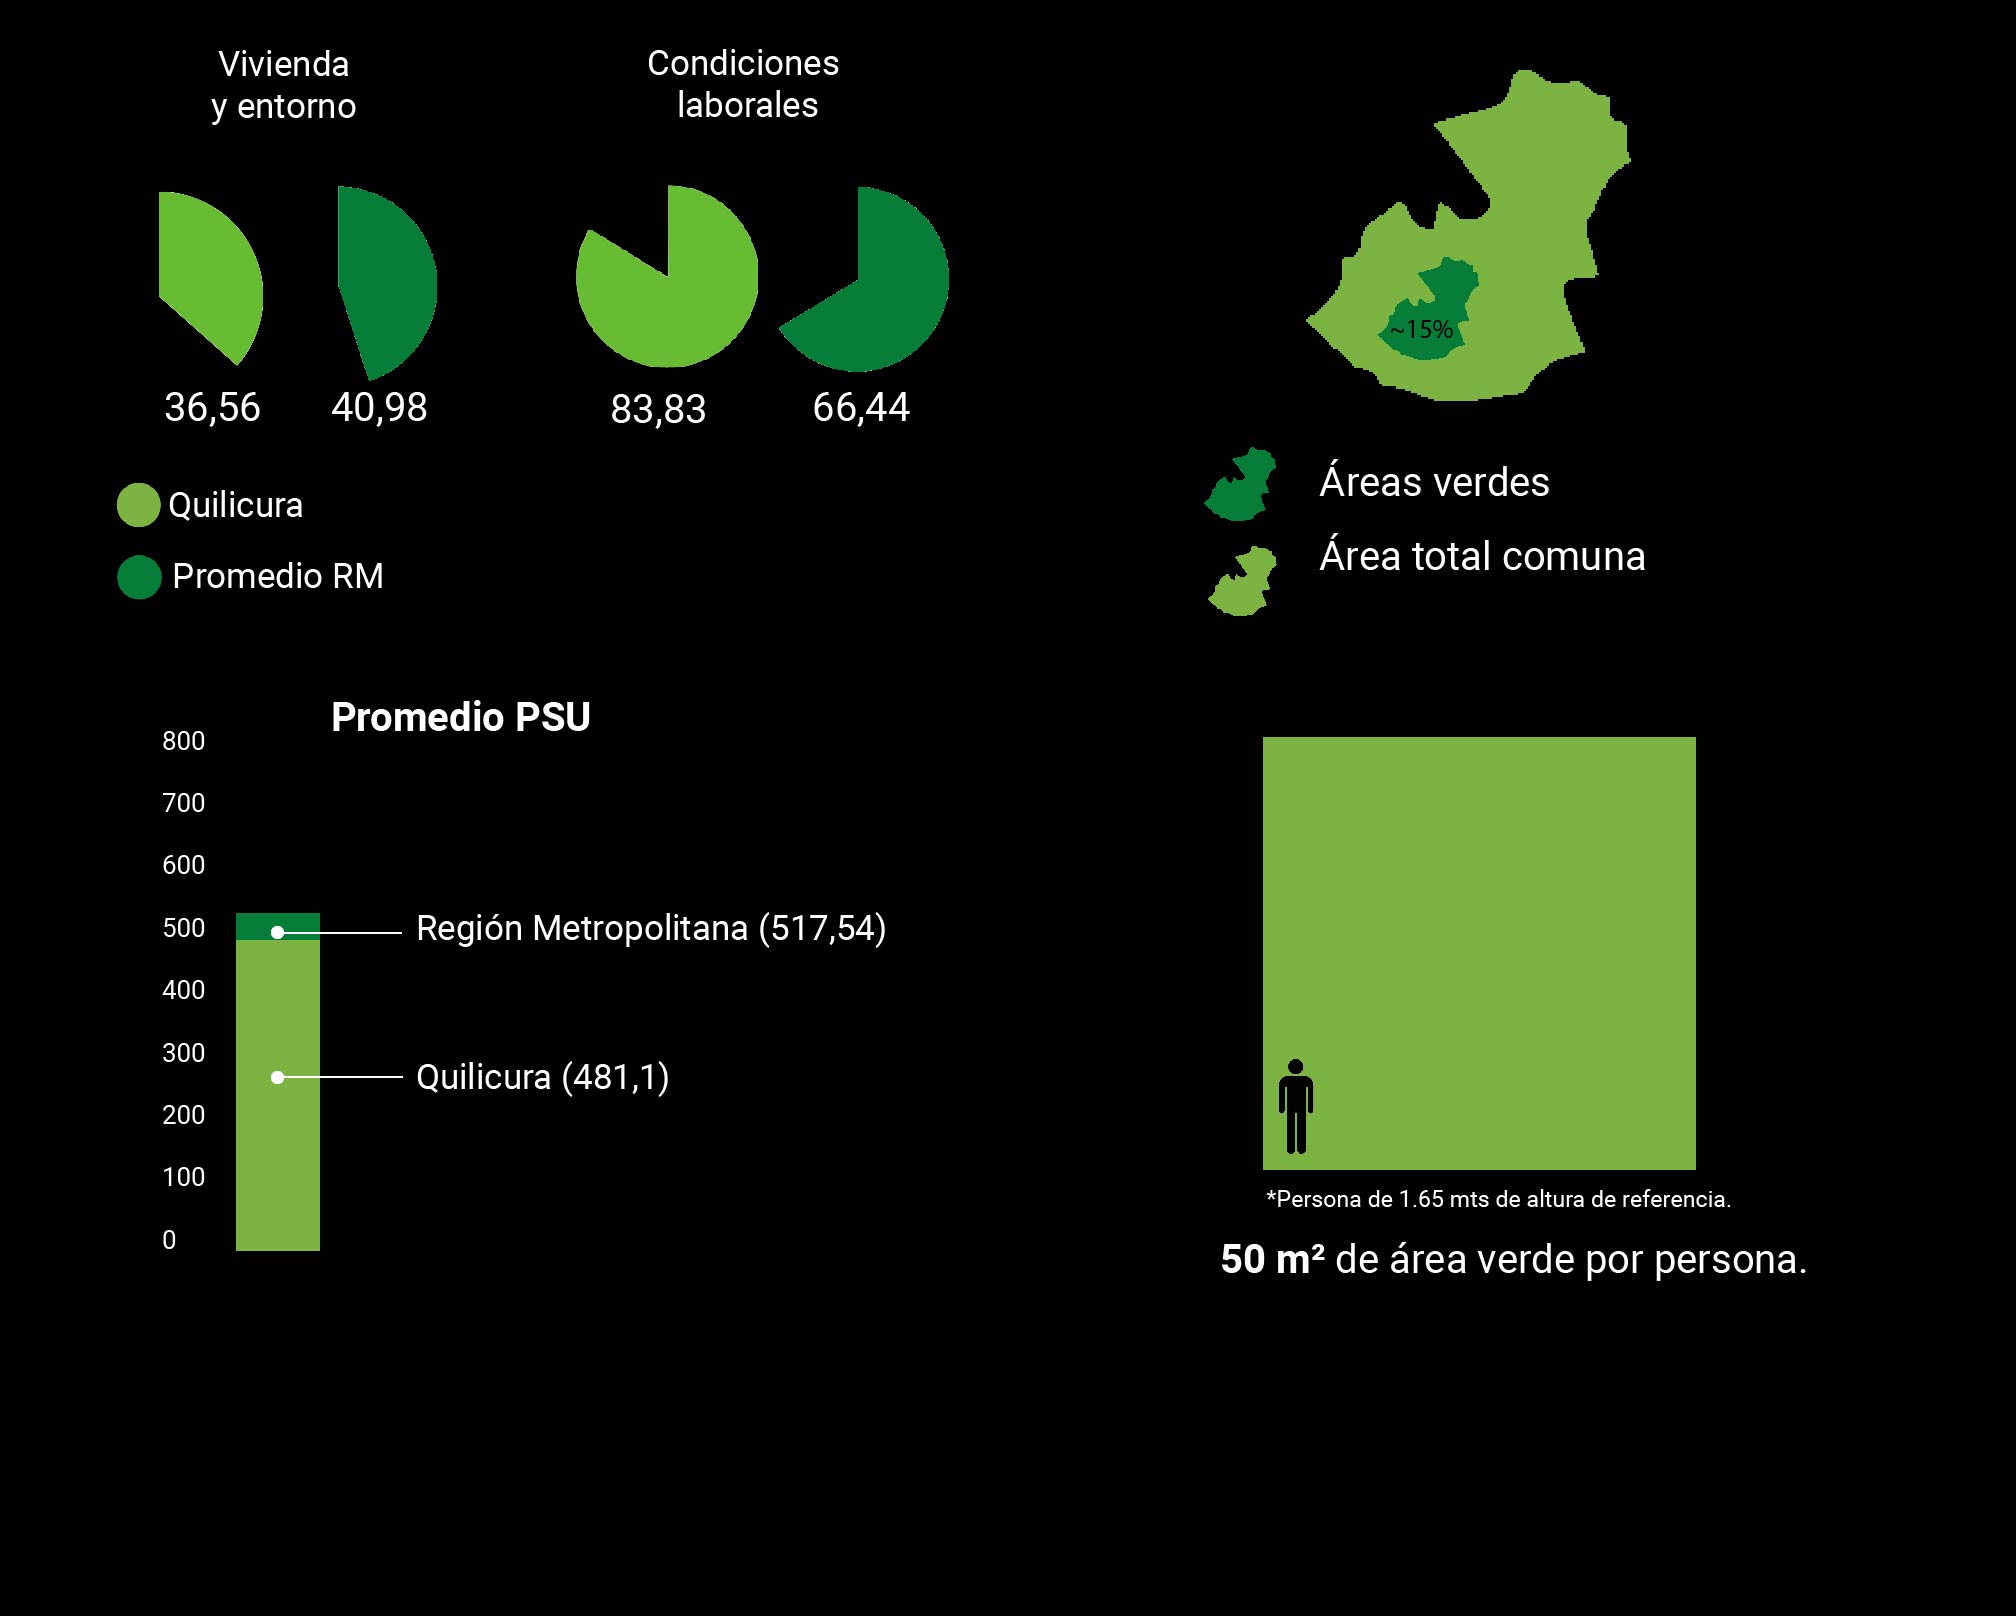 Vivienda
y entorno
Condiciones
laborales
36,56
40,98
83,83
66,44
Quilicura
Promedio RM
~15%
Áreas verdes
Área total comuna
Promedio PSU
800
700
600
500
400
300
200
100
0
Región Metropolitana (517,54)
Quilicura (481,1)
*Persona de 1.65 mts de altura de referencia.
50 m² de área verde por persona.